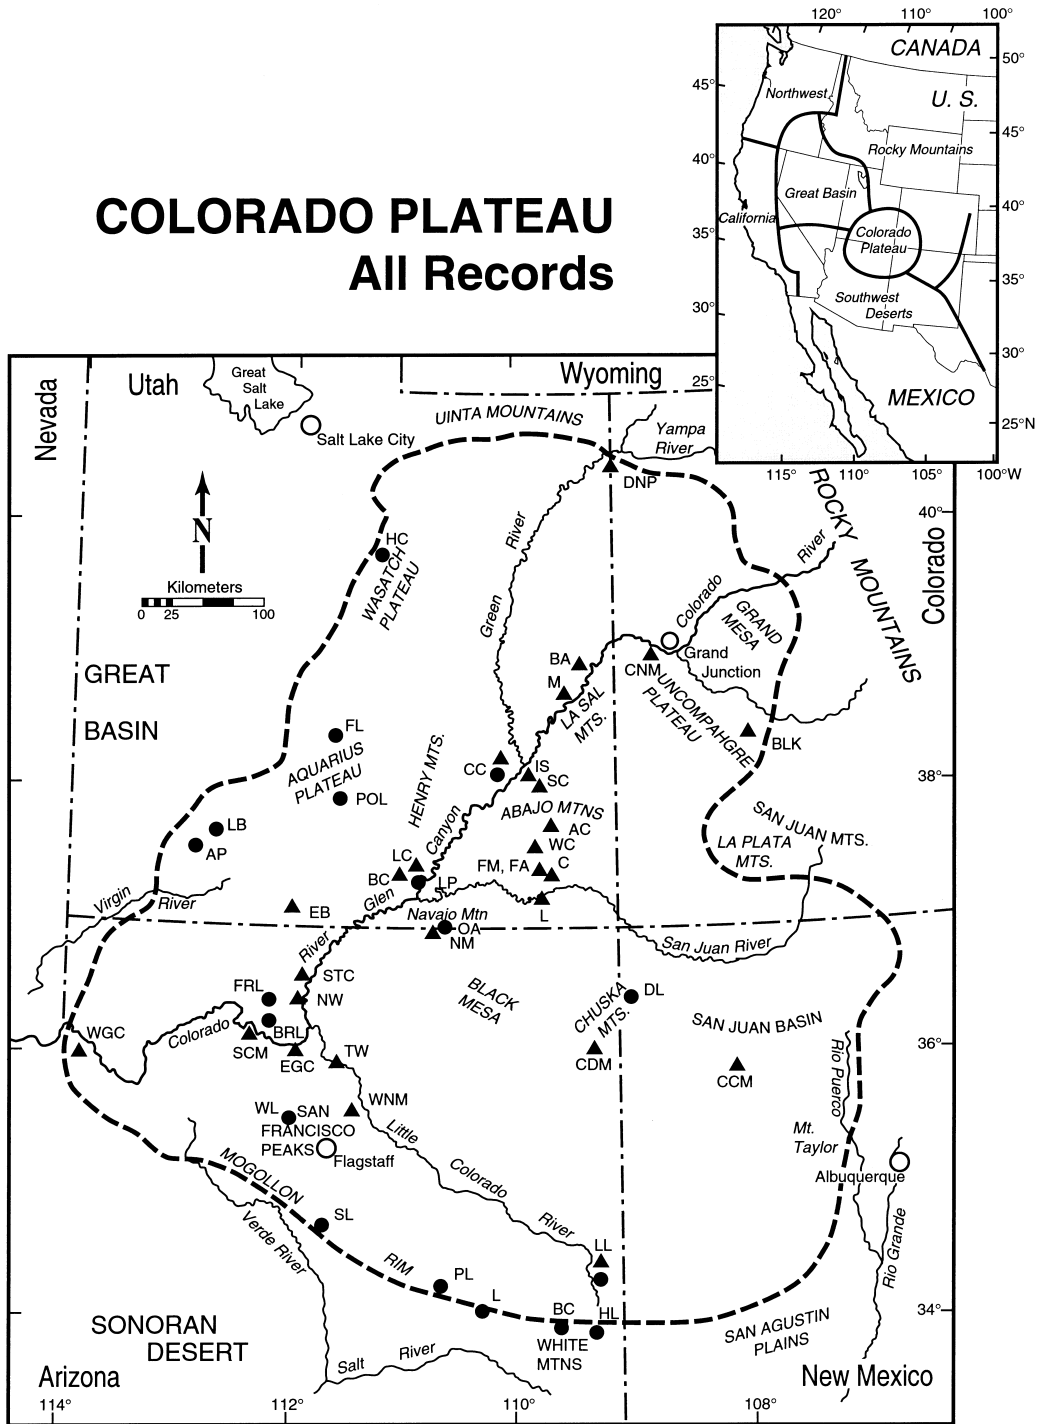 120°
110°
100°
CANADA
50°
45°
Northwest
U. S.
45°
Rocky Mountains
40°
Great Basin
40°
California
Colorado
Plateau
35°
35°
Southwest
Deserts
30°
30°
25°
MEXICO
25°N
115°
110°
105°
100°W
COLORADO PLATEAU
All Records
Nevada
Utah
Great
Salt
Lake
Salt Lake City
Wyoming
UINTA MOUNTAINS
Yampa
River
DNP
ROCKY MOUNTAINS
40°
Colorado
N
Kilometers
0 25 100
HC
WASATCH
PLATEAU
Green River
Colorado River
GRAND
MESA
Grand
Junction
CNM
BA
M
LA SAL
MTS.
UNCOMPAHGRE
PLATEAU
BLK
GREAT
BASIN
FL
AQUARIUS
PLATEAU
POL
HENRY MTS.
CC
IS
SC
38°
ABAJO MTNS
AC
WC
FM, FA
C
L
SAN JUAN MTS.
LA PLATA
MTS.
LB
AP
LC
BC
LP
Glen Canyon
Virgin River
EB
Navajo Mtn
OA
NM
San Juan River
River
STC
FRL
NW
BLACK
MESA
CHUSKA
MTS.
DL
SAN JUAN BASIN
WGC
Colorado
BRL
SCM
EGC
TW
CDM
CCM
36°
Rio Puerco
WL
SAN
FRANCISCO
PEAKS
WNM
Flagstaff
Little Colorado River
Mt.
Taylor
Albuquerque
MOGOLLON RIM
Verde River
SL
Rio Grande
LL
PL
L
BC
HL
WHITE
MTNS
34°
SAN AGUSTIN
PLAINS
SONORAN
DESERT
Salt River
Arizona
New Mexico
114°
112°
110°
108°